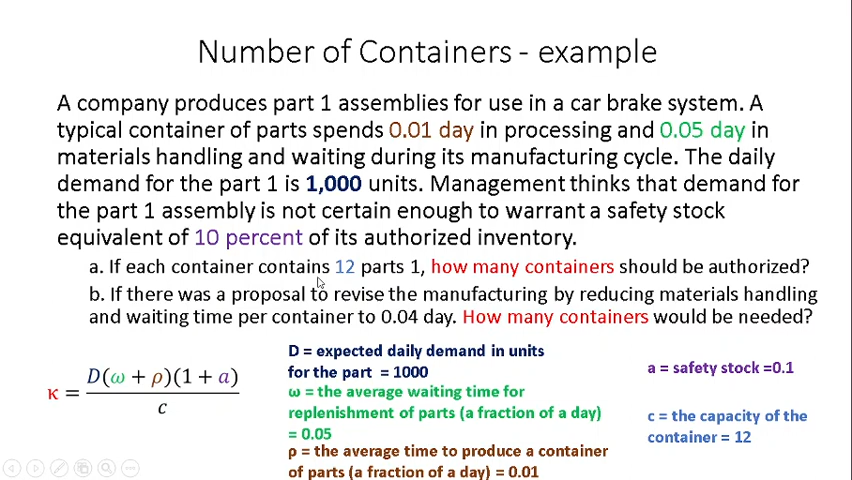 Number of Containers - example
A company produces part 1 assemblies for use in a car brake system. A
typical container of parts spends 0.01 day in processing and 0.05 day in
materials handling and waiting during its manufacturing cycle. The daily
demand for the part 1 is 1,000 units. Management thinks that demand for
the part 1 assembly is not certain enough to warrant a safety stock
equivalent of 10 percent of its authorized inventory.
a. If each container contains 12 parts 1, how many containers should be authorized?
b. If there was a proposal to revise the manufacturing by reducing materials handling
and waiting time per container to 0.04 day. How many containers would be needed?
κ = D(ω + ρ)(1 + a)
c
D = expected daily demand in units
for the part = 1000
ω = the average waiting time for
replenishment of parts (a fraction of a day)
= 0.05
ρ = the average time to produce a container
of parts (a fraction of a day) = 0.01
a = safety stock =0.1
c = the capacity of the
container = 12